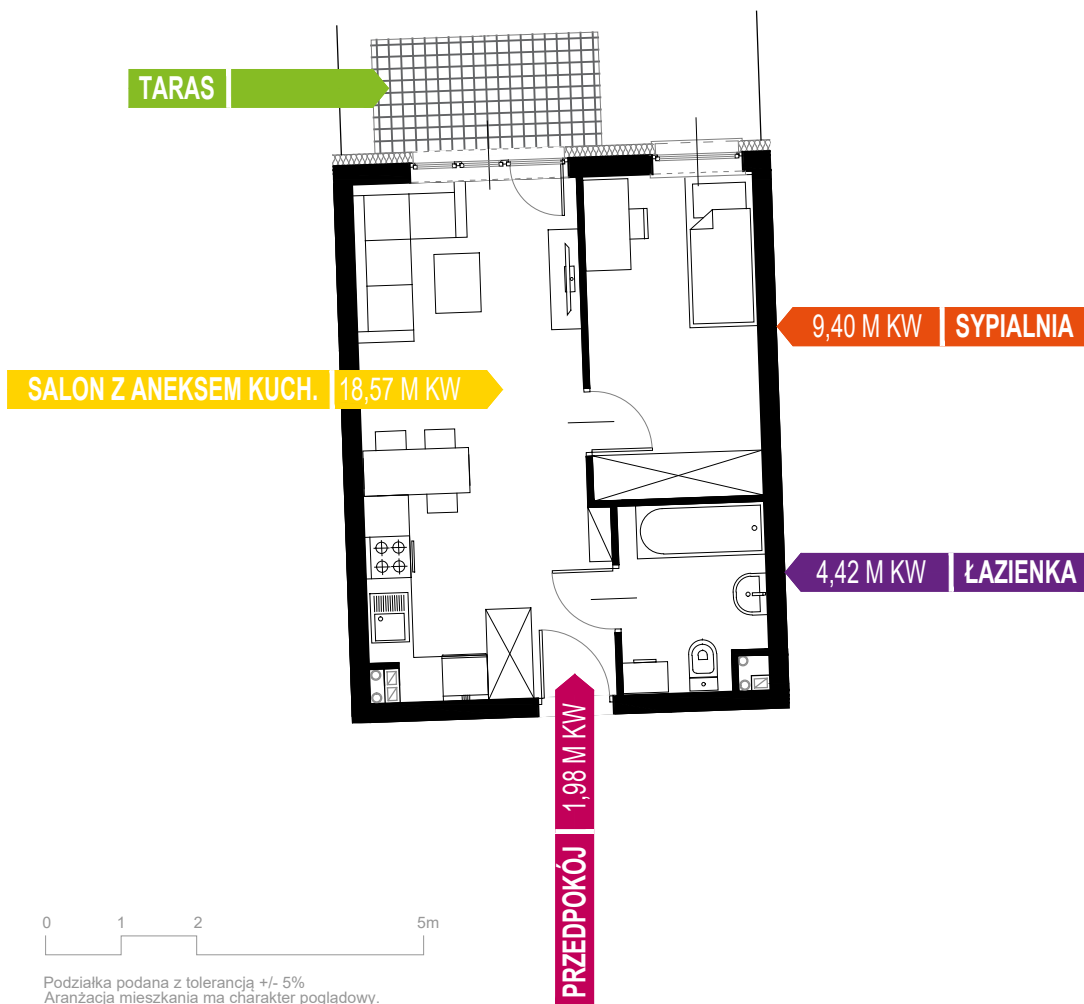 TARAS
9,40 M KW SYPIALNIA
SALON Z ANEKSEM KUCH. 18,57 M KW
4,42 M KW ŁAZIENKA
PRZEDPOKÓJ 1,98 M KW
0 1 2 5m
Podziałka podana z tolerancją +/- 5%
Aranżacja mieszkania ma charakter poglądowy.